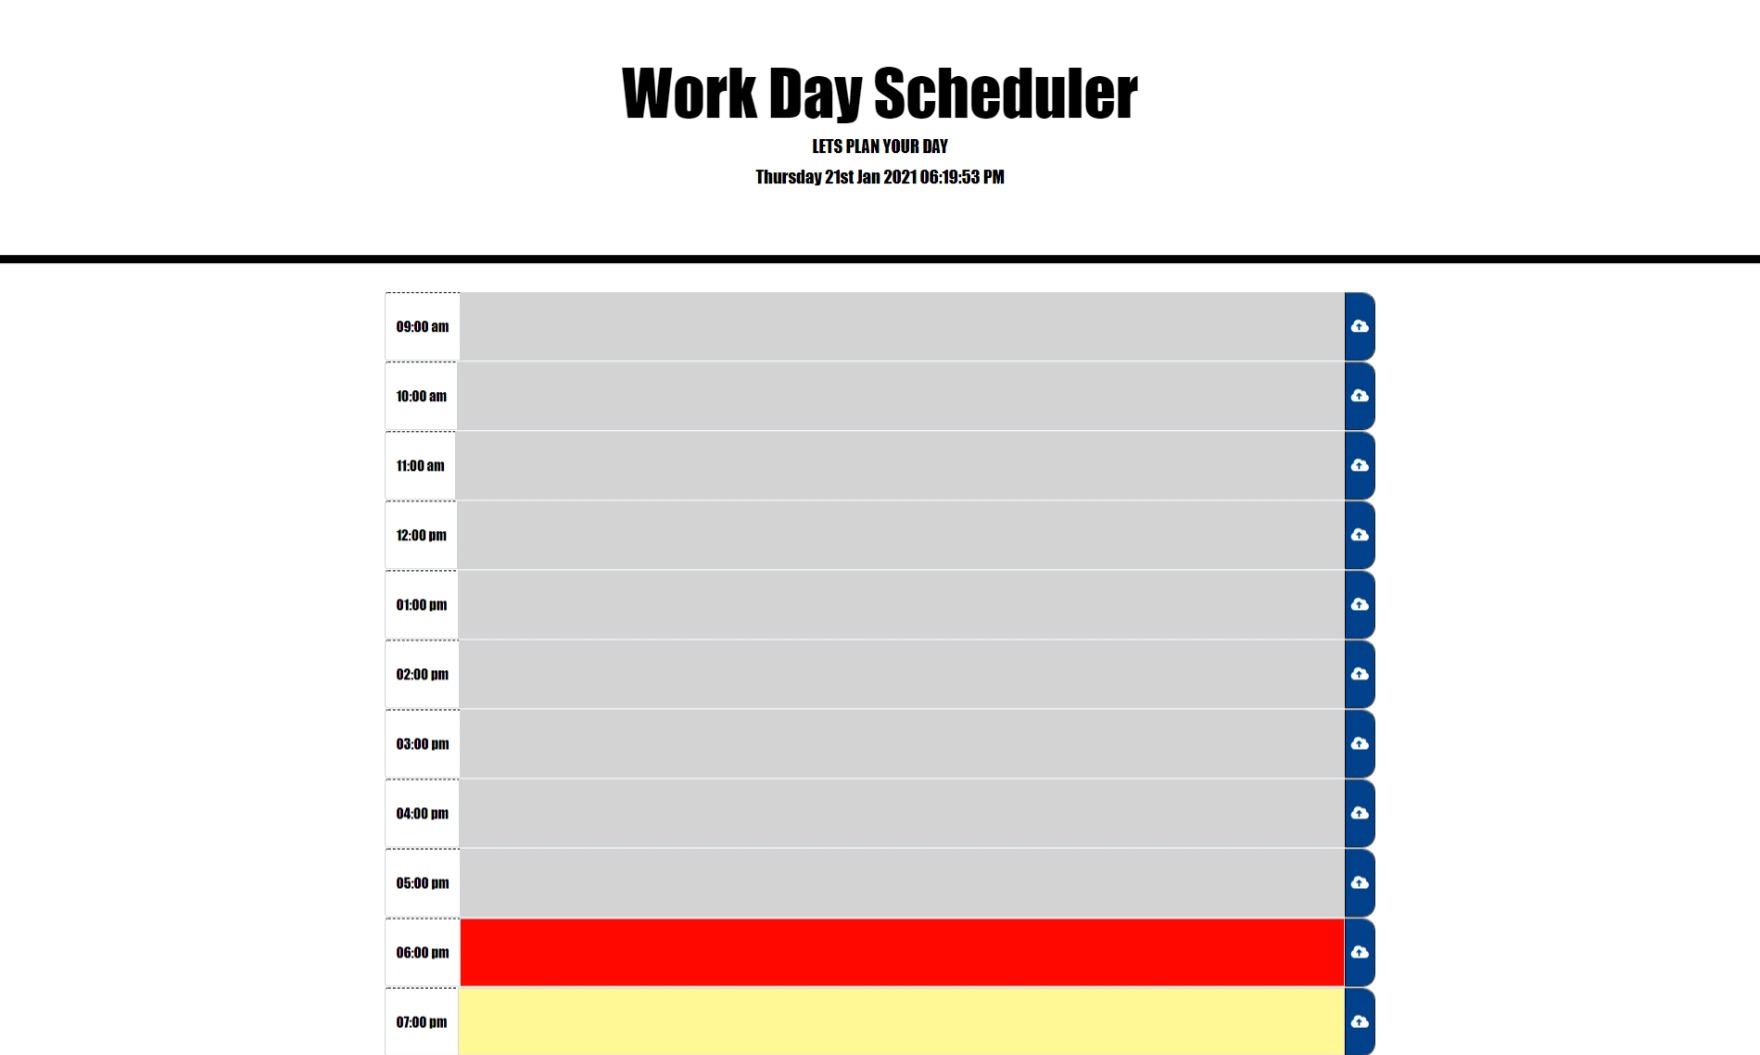 Work Day Scheduler
LETS PLAN YOUR DAY
Thursday 21st Jan 2021 06:19:53 PM
09:00 am
10:00 am
11:00 am
12:00 pm
01:00 pm
02:00 pm
03:00 pm
04:00 pm
05:00 pm
06:00 pm
07:00 pm